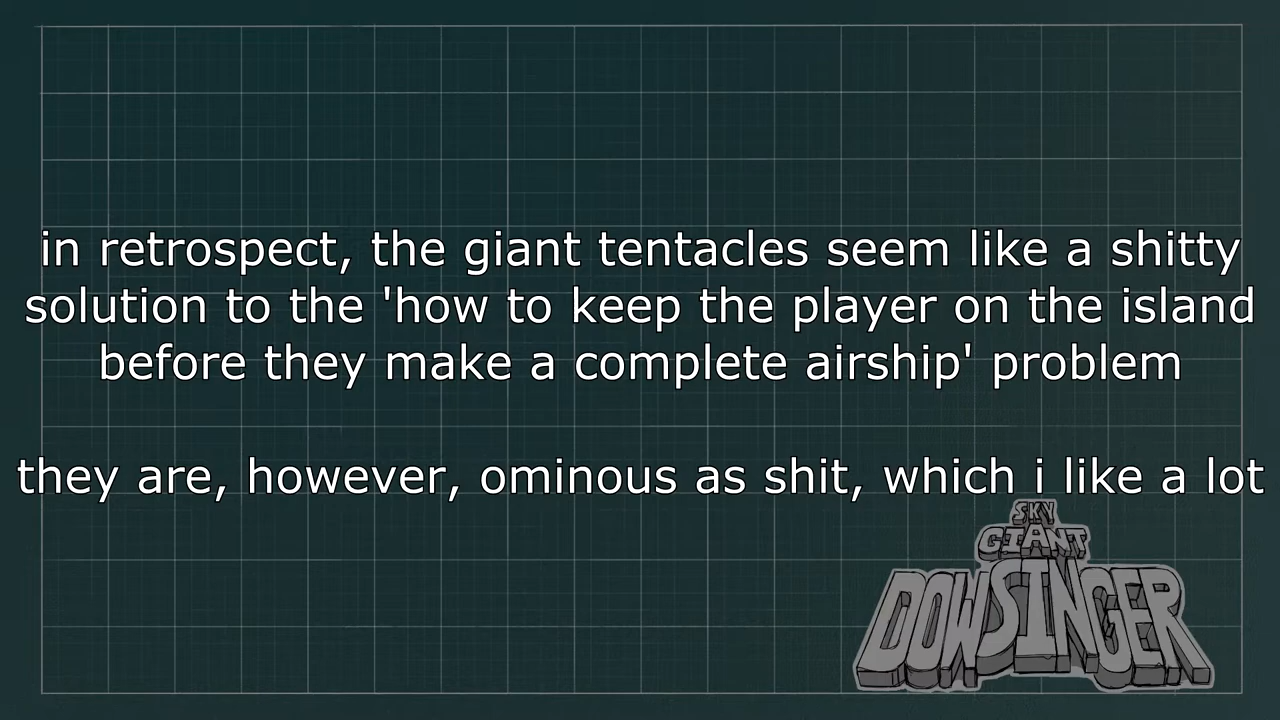 in retrospect, the giant tentacles seem like a shitty
solution to the 'how to keep the player on the island
before they make a complete airship' problem
they are, however, ominous as shit, which i like a lot
SKY
GIANT
DOWSINGER